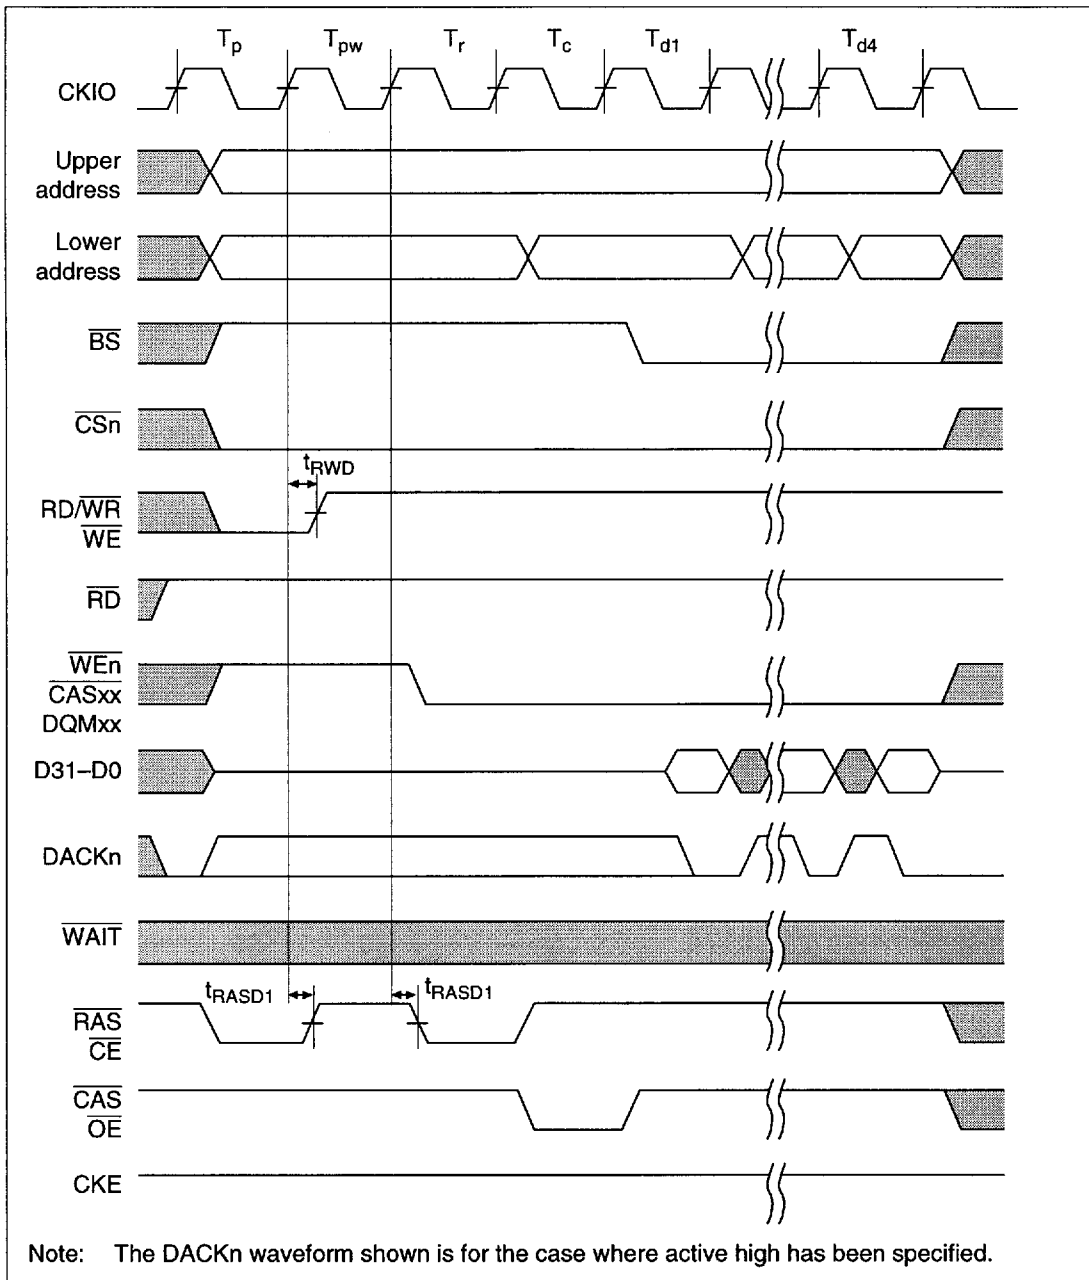 Tp Tpw Tr Tc Td1 Td4
CKIO
Upper
address
Lower
address
BS
CSn
tRWD
RD/WR
WE
RD
WEn
CASxx
DQMxx
D31–D0
DACKn
WAIT
tRASD1 tRASD1
RAS
CE
CAS
OE
CKE
Note: The DACKn waveform shown is for the case where active high has been specified.